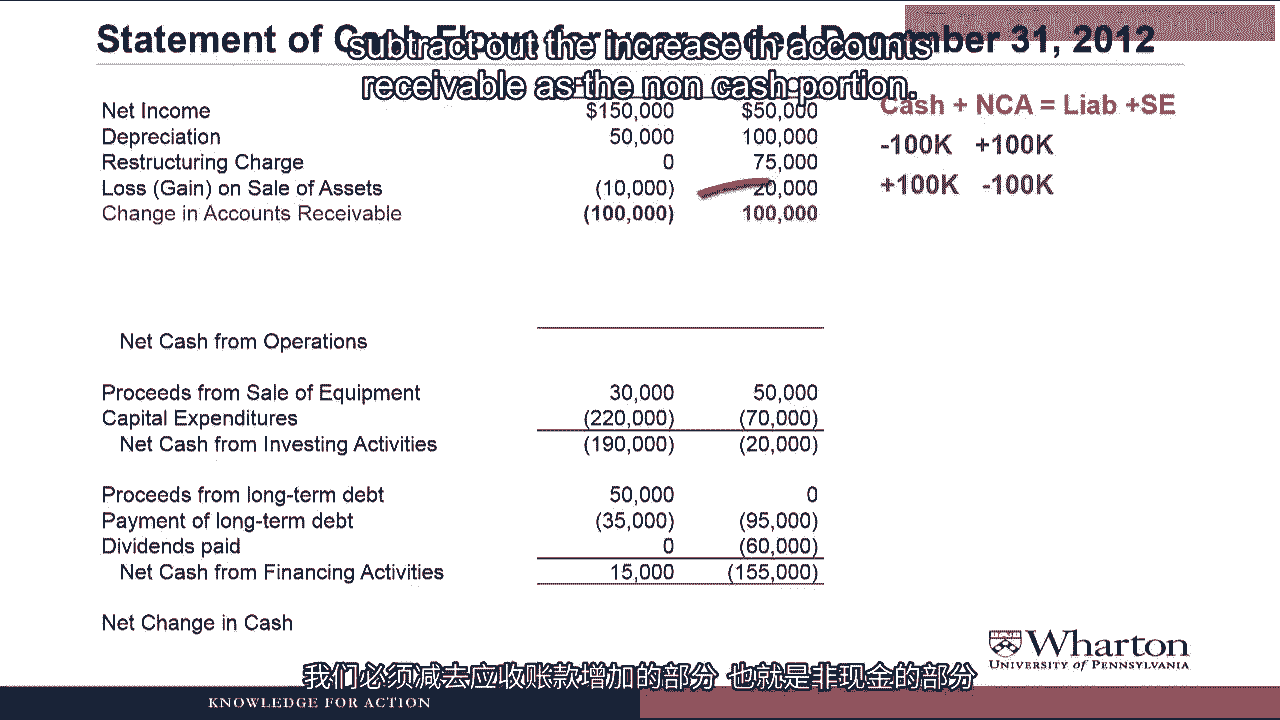 Statement of Cash Flows for year ended December 31, 2012
subtract out the increase in accounts
receivable as the non cash portion.
Net Income $150,000 $50,000
Depreciation 50,000 100,000
Restructuring Charge 0 75,000
Loss (Gain) on Sale of Assets (10,000) 20,000
Change in Accounts Receivable (100,000) 100,000
Cash + NCA = Liab +SE
-100K +100K
+100K -100K
Net Cash from Operations
Proceeds from Sale of Equipment 30,000 50,000
Capital Expenditures (220,000) (70,000)
Net Cash from Investing Activities (190,000) (20,000)
Proceeds from long-term debt 50,000 0
Payment of long-term debt (35,000) (95,000)
Dividends paid 0 (60,000)
Net Cash from Financing Activities 15,000 (155,000)
Net Change in Cash
Wharton
UNIVERSITY of PENNSYLVANIA
我们必须减去应收账款增加的部分 也就是非现金的部分
KNOWLEDGE FOR ACTION